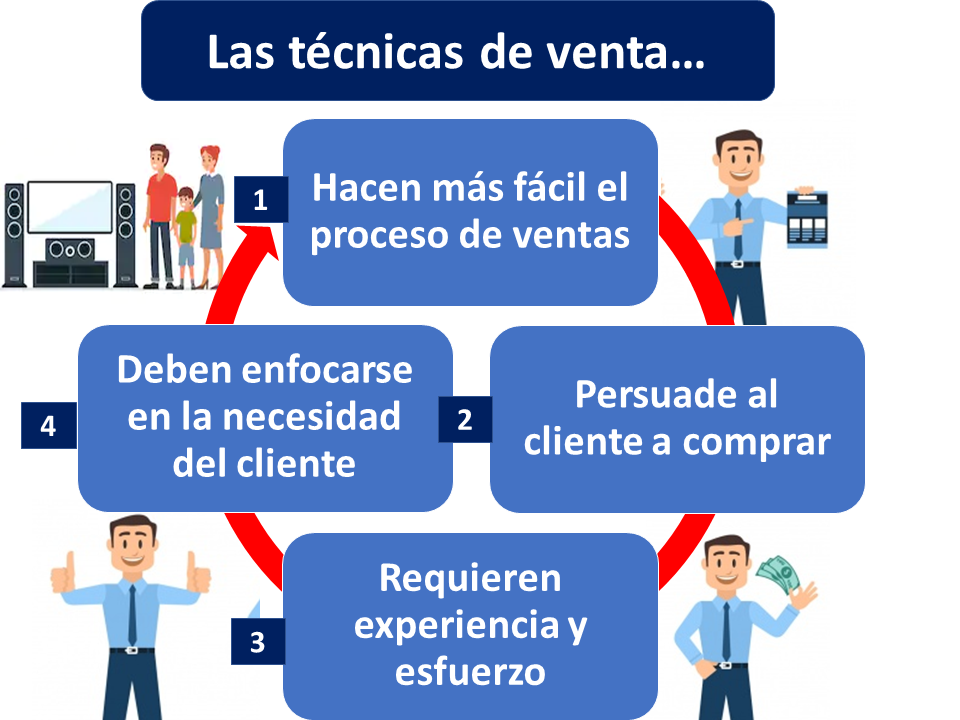 Las técnicas de venta...
1
Hacen más fácil el
proceso de ventas
2
Persuade al
cliente a comprar
3
Requieren
experiencia y
esfuerzo
4
Deben enfocarse
en la necesidad
del cliente